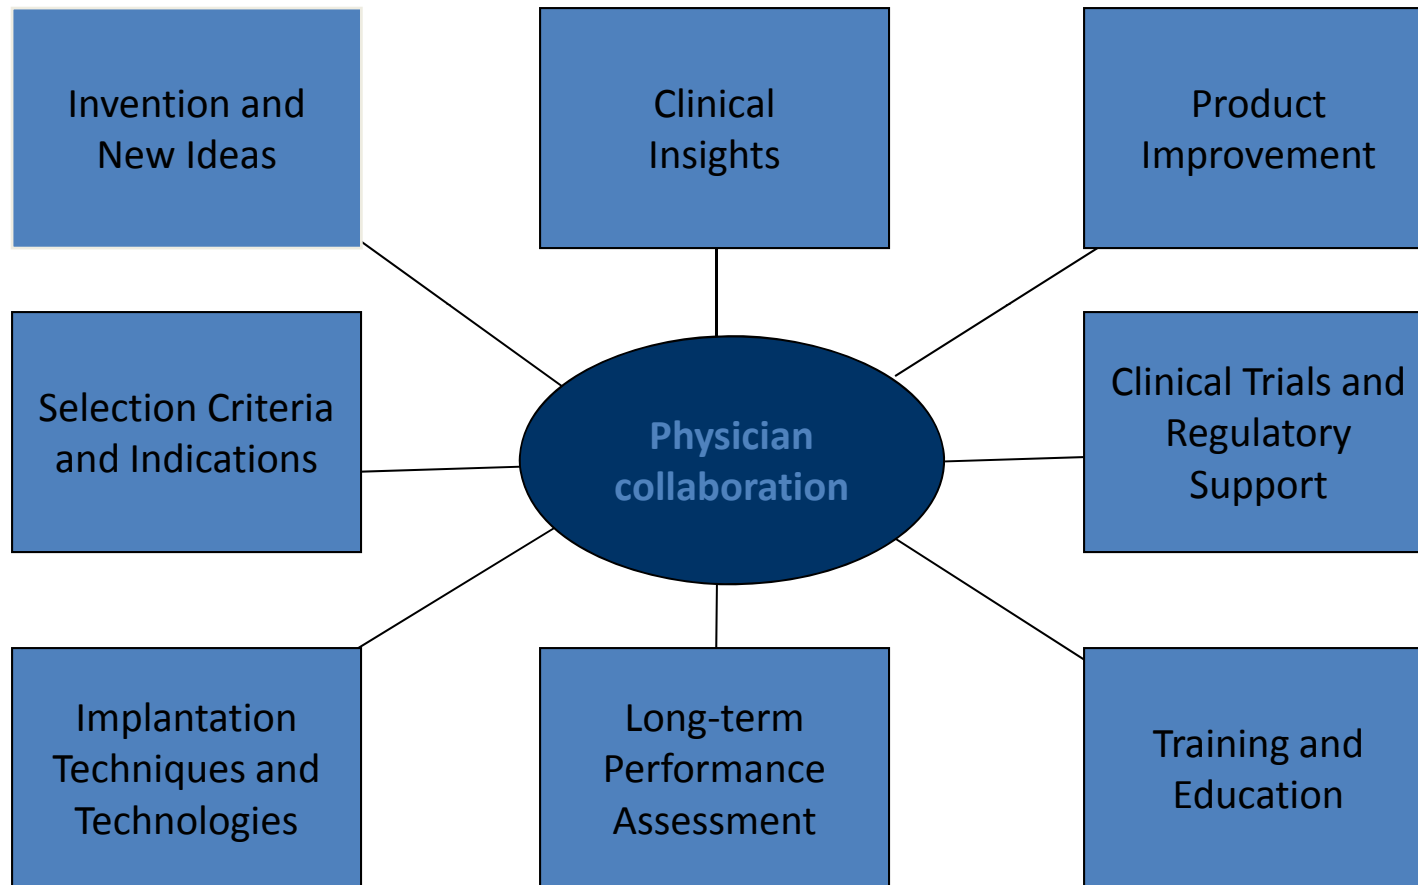 Invention and
New Ideas
Clinical
Insights
Product
Improvement
Selection Criteria
and Indications
Physician
collaboration
Clinical Trials and
Regulatory
Support
Implantation
Techniques and
Technologies
Long-term
Performance
Assessment
Training and
Education